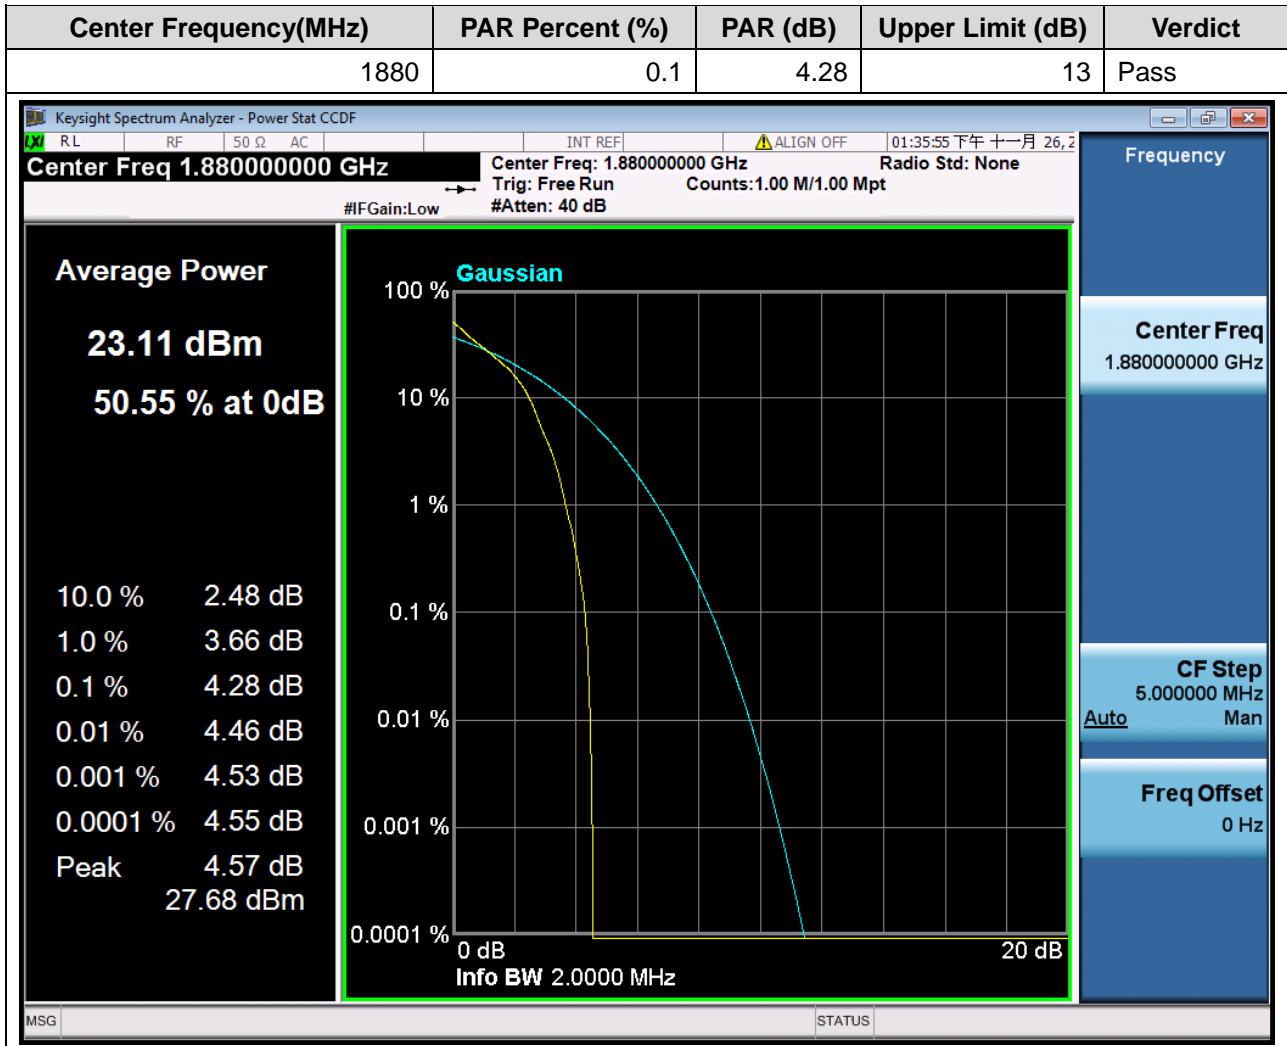 Center Frequency(MHz) PAR Percent (%) PAR (dB) Upper Limit (dB) Verdict
1880 0.1 4.28 13 Pass
Keysight Spectrum Analyzer - Power Stat CCDF
LXI RL RF 50 Ω AC INT REF ALIGN OFF 01:35:55 下午 十一月 26, 2
Center Freq 1.880000000 GHz
Center Freq: 1.880000000 GHz Radio Std: None
Trig: Free Run Counts:1.00 M/1.00 Mpt
#IFGain:Low #Atten: 40 dB
Average Power
23.11 dBm
50.55 % at 0dB
10.0 % 2.48 dB
1.0 % 3.66 dB
0.1 % 4.28 dB
0.01 % 4.46 dB
0.001 % 4.53 dB
0.0001 % 4.55 dB
Peak 4.57 dB
27.68 dBm
Gaussian
100 %
10 %
1 %
0.1 %
0.01 %
0.001 %
0.0001 %
0 dB 20 dB
Info BW 2.0000 MHz
Frequency
Center Freq
1.880000000 GHz
CF Step
5.000000 MHz
Auto Man
Freq Offset
0 Hz
MSG STATUS